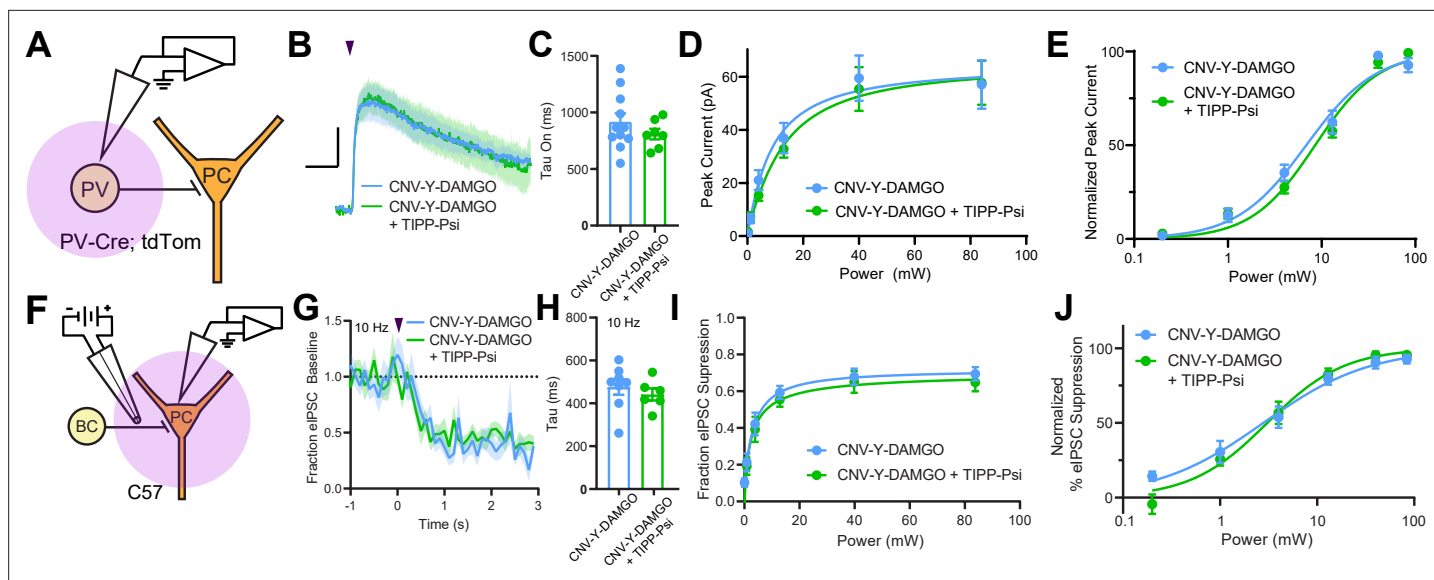 A
PV
PC
PV-Cre; tdTom
B
CNV-Y-DAMGO
CNV-Y-DAMGO
+ TIPP-Psi
C
Tau On (ms)
1500
1000
500
0
CNV-Y-DAMGO
CNV-Y-DAMGO
+ TIPP-Psi
D
Peak Current (pA)
60
40
20
0
0 20 40 60 80 100
Power (mW)
CNV-Y-DAMGO
CNV-Y-DAMGO + TIPP-Psi
E
Normalized Peak Current
100
50
0
0.1 1 10 100
Power (mW)
CNV-Y-DAMGO
CNV-Y-DAMGO
+ TIPP-Psi
F
- +
BC
PC
C57
G
10 Hz
CNV-Y-DAMGO
CNV-Y-DAMGO
+ TIPP-Psi
Fraction eIPSC Baseline
1.5
1.0
0.5
0.0
-1 0 1 2 3
Time (s)
H
10 Hz
Tau (ms)
800
600
400
200
0
CNV-Y-DAMGO
CNV-Y-DAMGO
+ TIPP-Psi
I
Fraction eIPSC Supression
1.0
0.8
0.6
0.4
0.2
0.0
0 20 40 60 80 100
Power (mW)
CNV-Y-DAMGO
CNV-Y-DAMGO + TIPP-Psi
J
Normalized
% eIPSC Suppression
100
50
0
0.1 1 10 100
Power (mW)
CNV-Y-DAMGO
CNV-Y-DAMGO
+ TIPP-Psi